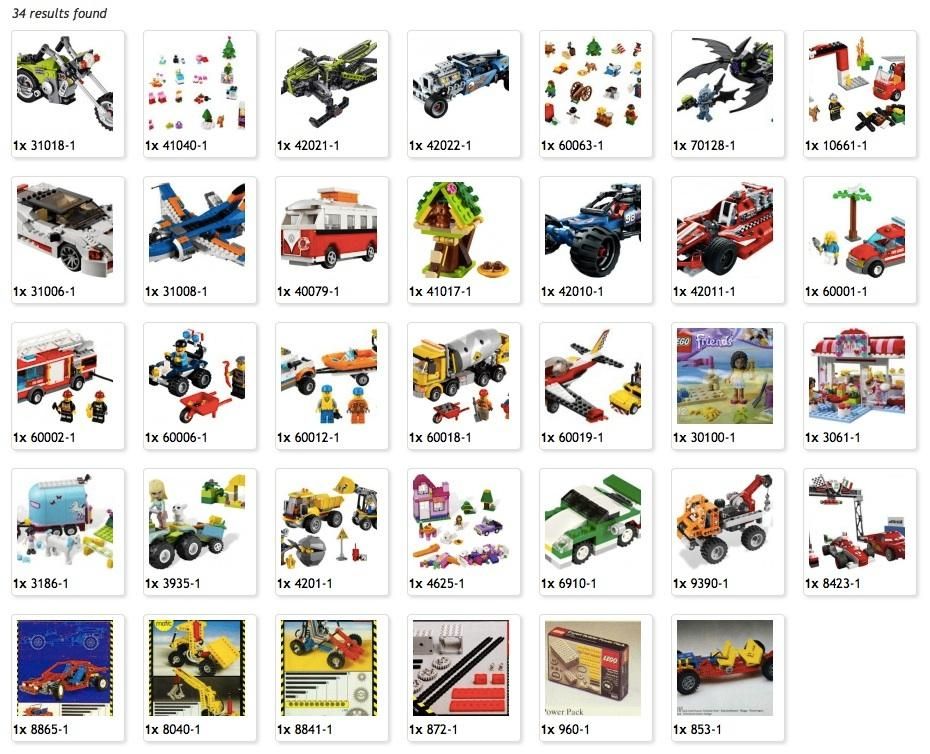 34 results found
1x 31018-1
1x 41040-1
1x 42021-1
1x 42022-1
1x 60063-1
1x 70128-1
1x 10661-1
1x 31006-1
1x 31008-1
1x 40079-1
1x 41017-1
98
1x 42010-1
1x 42011-1
1x 60001-1
1x 60002-1
1x 60006-1
1x 60012-1
1x 60018-1
1x 60019-1
EGO Friends
1x 30100-1
1x 3061-1
1x 3186-1
1x 3935-1
1x 4201-1
1x 4625-1
1x 6910-1
1x 9390-1
1x 8423-1
1x 8865-1
matic
1x 8040-1
1x 8841-1
1x 872-1
LEGO
ower Pack
1x 960-1
1x 853-1